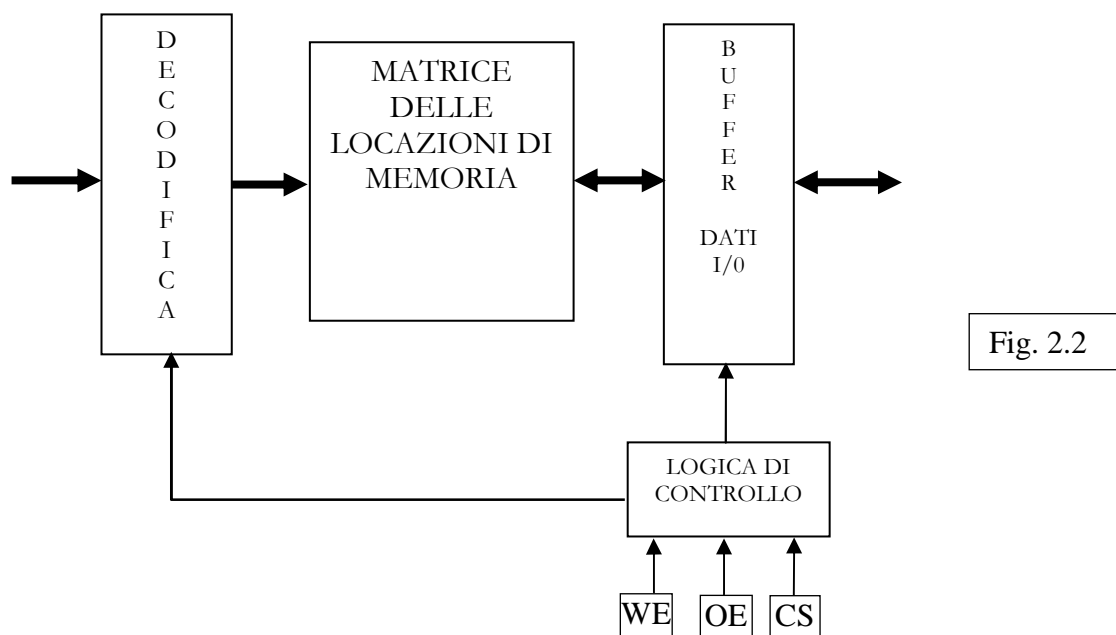 D
E
C
O
D
I
F
I
C
A
MATRICE
DELLE
LOCAZIONI DI
MEMORIA
B
U
F
F
E
R
DATI
I/0
Fig. 2.2
LOGICA DI
CONTROLLO
WE OE CS